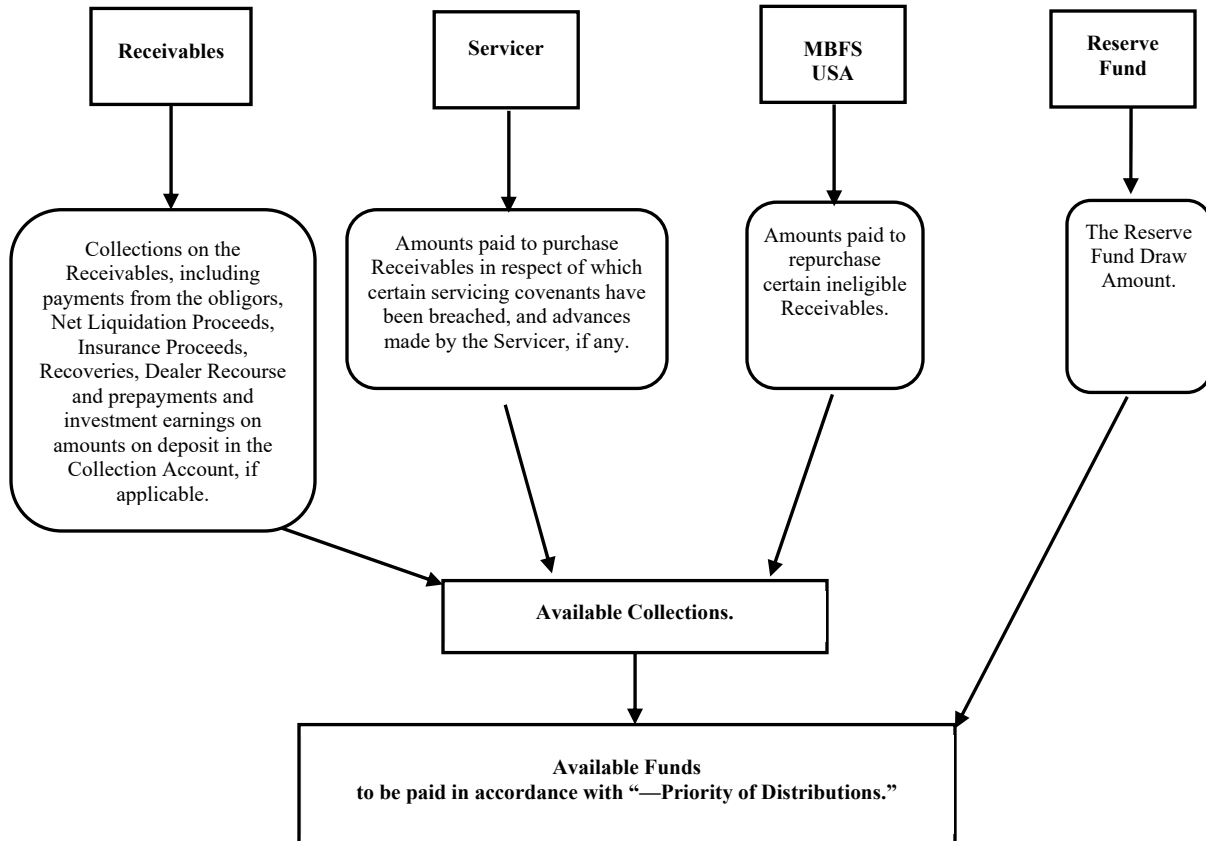 Receivables
Servicer
MBFS
USA
Reserve
Fund
Collections on the
Receivables, including
payments from the obligors,
Net Liquidation Proceeds,
Insurance Proceeds,
Recoveries, Dealer Recourse
and prepayments and
investment earnings on
amounts on deposit in the
Collection Account, if
applicable.
Amounts paid to purchase
Receivables in respect of which
certain servicing covenants have
been breached, and advances
made by the Servicer, if any.
Amounts paid to
repurchase
certain ineligible
Receivables.
The Reserve
Fund Draw
Amount.
Available Collections.
Available Funds
to be paid in accordance with “—Priority of Distributions.”